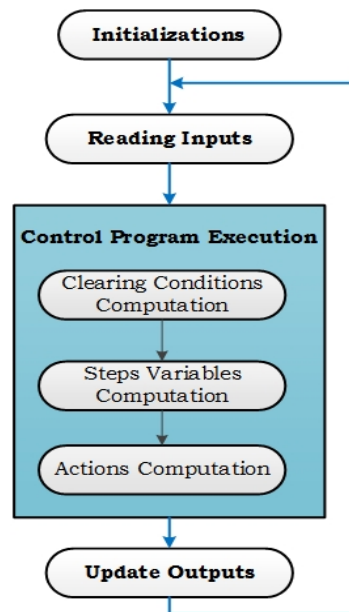 Initializations
Reading Inputs
Control Program Execution
Clearing Conditions
Computation
Steps Variables
Computation
Actions Computation
Update Outputs